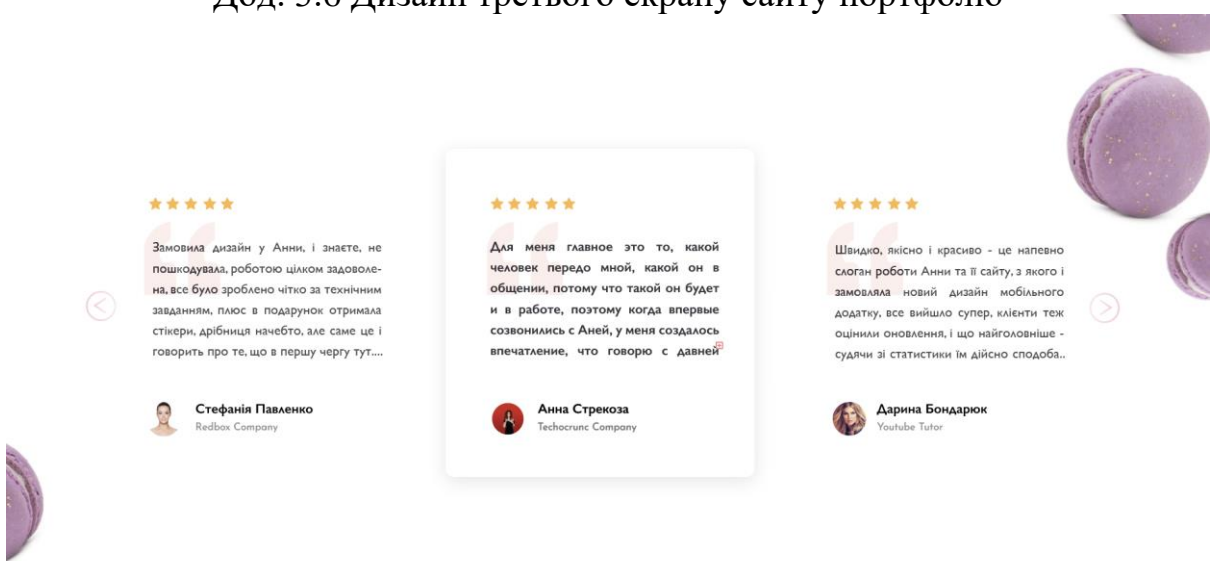 Дод. 3.8 Дизайн третього екрану сайту портфоліо
Замовила дизайн у Анни, і знаєте, не
пошкодувала, роботою цілком задоволе-
на, все було зроблено чітко за технічним
завданням, плюс в подарунок отримала
стікери, дрібниця начебто, але саме це і
говорить про те, що в першу чергу тут....
Стефанія Павленко
Redbox Company
Для меня главное это то, какой
человек передо мной, какой он в
общении, потому что такой он будет
и в работе, поэтому когда впервые
созвонились с Аней, у меня создалось
впечатление, что говорю с давней
Анна Стрекоза
Techocrunc Company
Швидко, якісно і красиво - це напевно
слоган роботи Анни та її сайту, з якого і
замовляла новий дизайн мобільного
додатку, все вийшло супер, клієнти теж
оцінили оновлення, і що найголовніше -
судячи зі статистики їм дійсно сподоба..
Дарина Бондарюк
Youtube Tutor